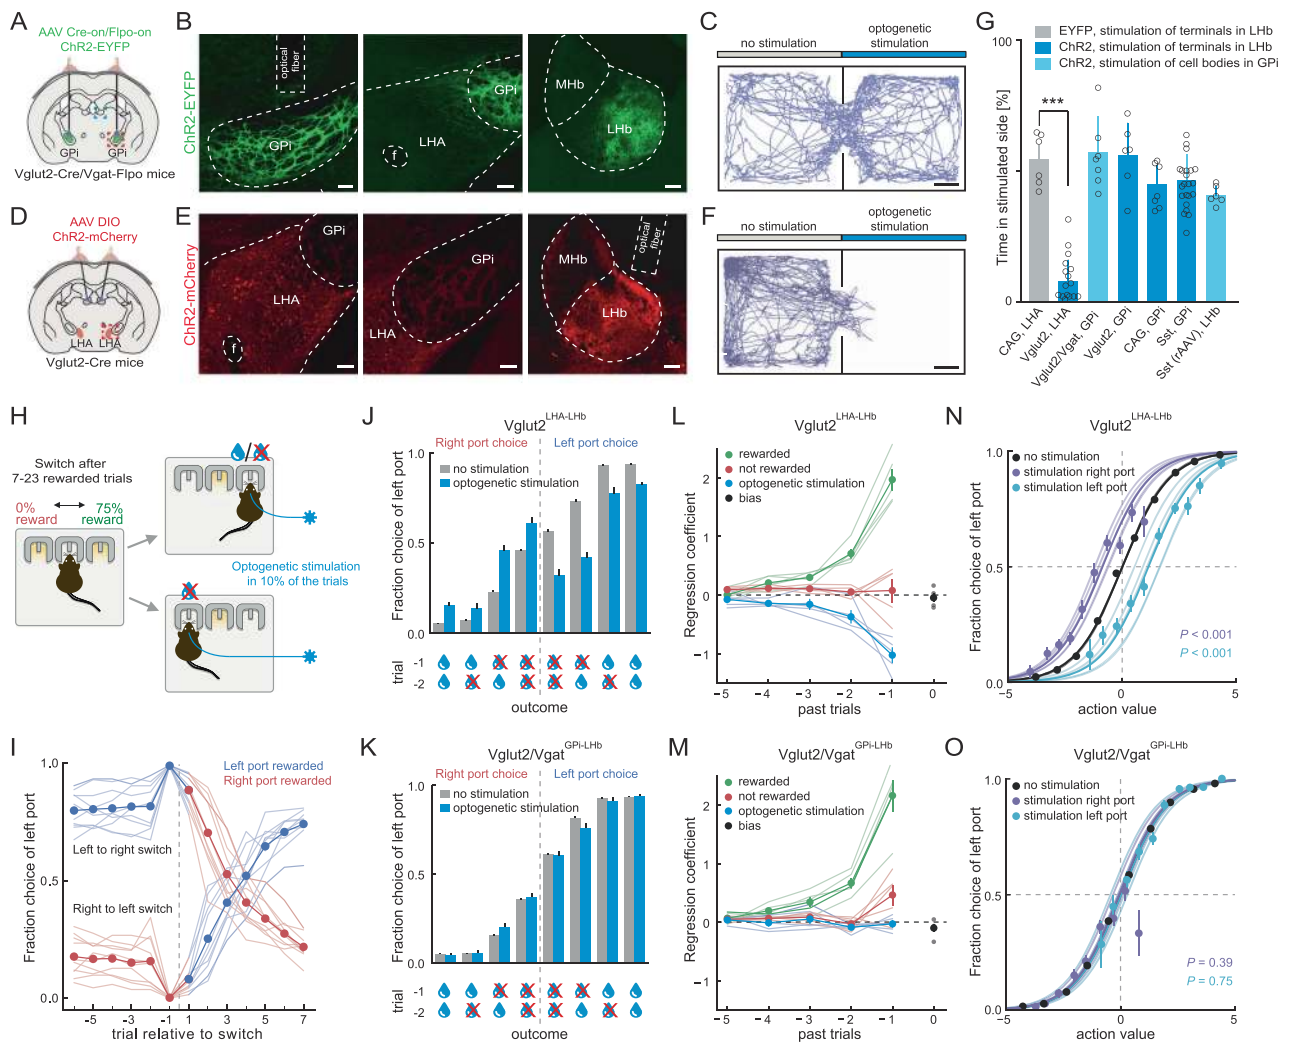 A
AAV Cre-on/Flpo-on
ChR2-EYFP
GPi
GPi
Vglut2-Cre/Vgat-Flpo mice
B
ChR2-EYFP
optical
fiber
GPi
GPi
LHA
f
MHb
LHb
C
no stimulation
optogenetic
stimulation
D
AAV DIO
ChR2-mCherry
LHA
LHA
Vglut2-Cre mice
E
ChR2-mCherry
GPi
LHA
f
GPi
LHA
MHb
LHb
optical
fiber
F
no stimulation
optogenetic
stimulation
G
EYFP, stimulation of terminals in LHb
ChR2, stimulation of terminals in LHb
ChR2, stimulation of cell bodies in GPi
Time in stimulated side [%]
100
0
***
CAG, LHA
Vglut2, LHA
Vglut2/Vgat, GPi
Vglut2, GPi
CAG, GPi
Sst, GPi
Sst (rAAV), LHb
H
Switch after
7-23 rewarded trials
0%
reward
75%
reward
/
Optogenetic stimulation
in 10% of the trials
I
Left port rewarded
Right port rewarded
Fraction choice of left port
1.0
0.5
0.0
Left to right switch
Right to left switch
-5 -3 -1 1 3 5 7
trial relative to switch
J
Vglut2 LHA-LHb
Right port choice
Left port choice
no stimulation
optogenetic stimulation
Fraction choice of left port
1.0
0.5
0.0
trial
-1
-2
outcome
K
Vglut2/Vgat GPi-LHb
Right port choice
Left port choice
no stimulation
optogenetic stimulation
Fraction choice of left port
1.0
0.5
0.0
trial
-1
-2
outcome
L
Vglut2 LHA-LHb
rewarded
not rewarded
optogenetic stimulation
bias
Regression coefficient
2
1
0
−1
−5 −4 −3 −2 −1 0
past trials
M
Vglut2/Vgat GPi-LHb
rewarded
not rewarded
optogenetic stimulation
bias
Regression coefficient
2
1
0
−1
−5 −4 −3 −2 −1 0
past trials
N
Vglut2 LHA-LHb
no stimulation
stimulation right port
stimulation left port
Fraction choice of left port
1.0
0.5
0.0
P < 0.001
P < 0.001
−5 0 5
action value
O
Vglut2/Vgat GPi-LHb
no stimulation
stimulation right port
stimulation left port
Fraction choice of left port
1.0
0.5
0.0
P = 0.39
P = 0.75
−5 0 5
action value